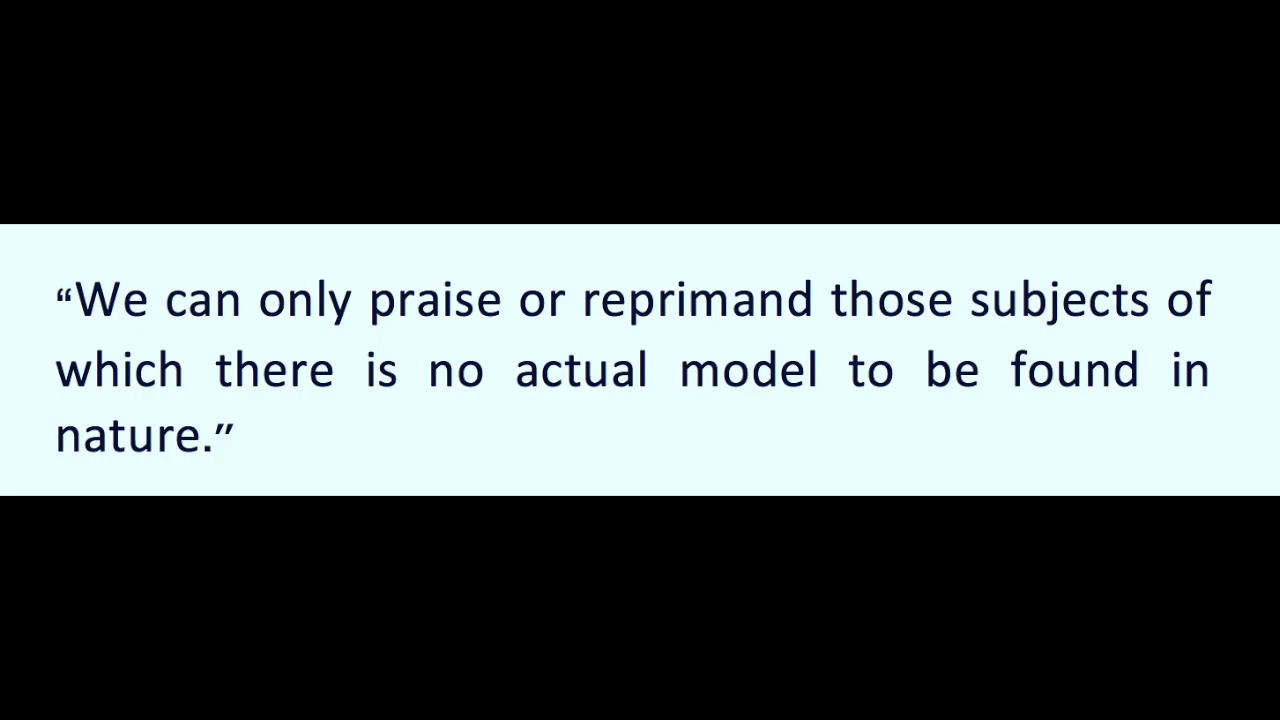 “We can only praise or reprimand those subjects of
which there is no actual model to be found in
nature.”